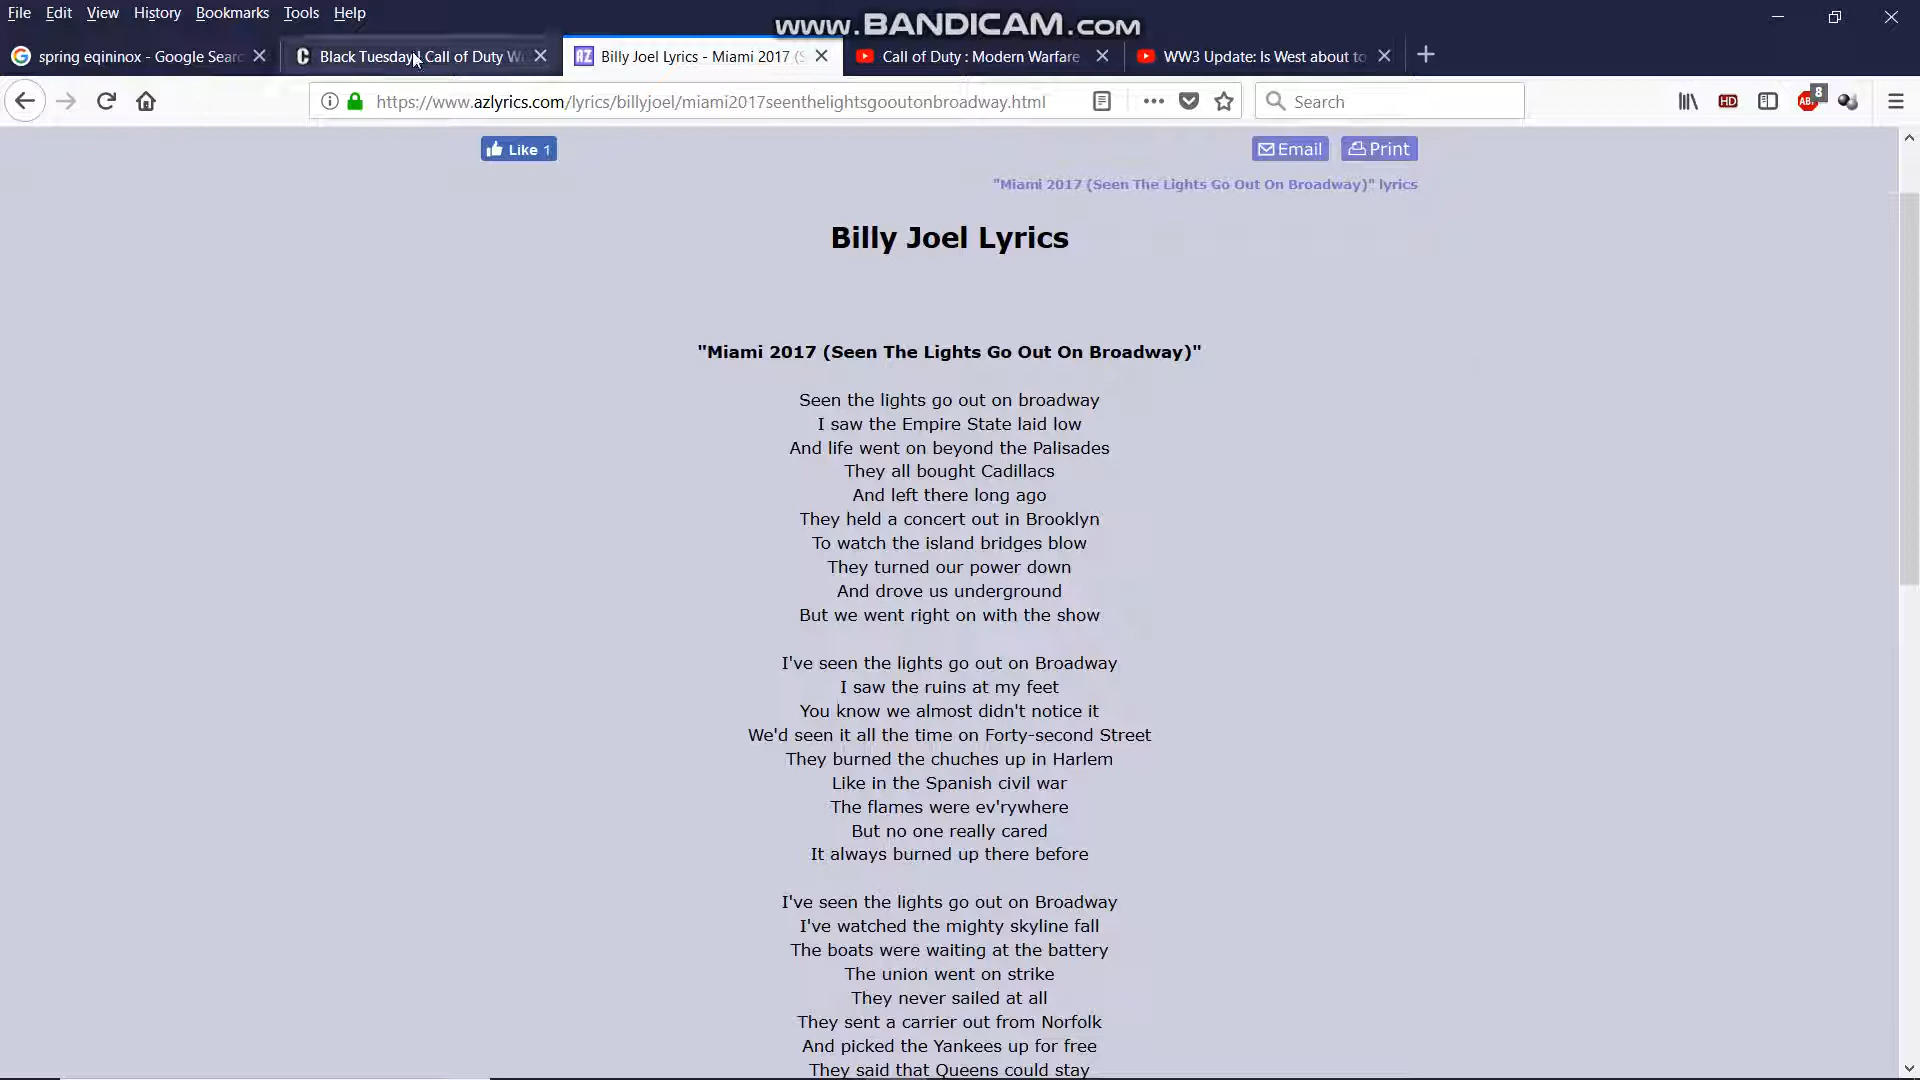 File Edit View History Bookmarks Tools Help
www.BANDICAM.com
spring eqininox - Google Searc
Black Tuesday | Call of Duty W
Billy Joel Lyrics - Miami 2017 (S
Call of Duty : Modern Warfare
WW3 Update: Is West about to
https://www.azlyrics.com/lyrics/billyjoel/miami2017seenthelightsgooutonbroadway.html
Search
HD
ABP
8
Like 1
Email
Print
"Miami 2017 (Seen The Lights Go Out On Broadway)" lyrics
Billy Joel Lyrics
"Miami 2017 (Seen The Lights Go Out On Broadway)"
Seen the lights go out on broadway
I saw the Empire State laid low
And life went on beyond the Palisades
They all bought Cadillacs
And left there long ago
They held a concert out in Brooklyn
To watch the island bridges blow
They turned our power down
And drove us underground
But we went right on with the show
I've seen the lights go out on Broadway
I saw the ruins at my feet
You know we almost didn't notice it
We'd seen it all the time on Forty-second Street
They burned the chuches up in Harlem
Like in the Spanish civil war
The flames were ev'rywhere
But no one really cared
It always burned up there before
I've seen the lights go out on Broadway
I've watched the mighty skyline fall
The boats were waiting at the battery
The union went on strike
They never sailed at all
They sent a carrier out from Norfolk
And picked the Yankees up for free
They said that Queens could stay